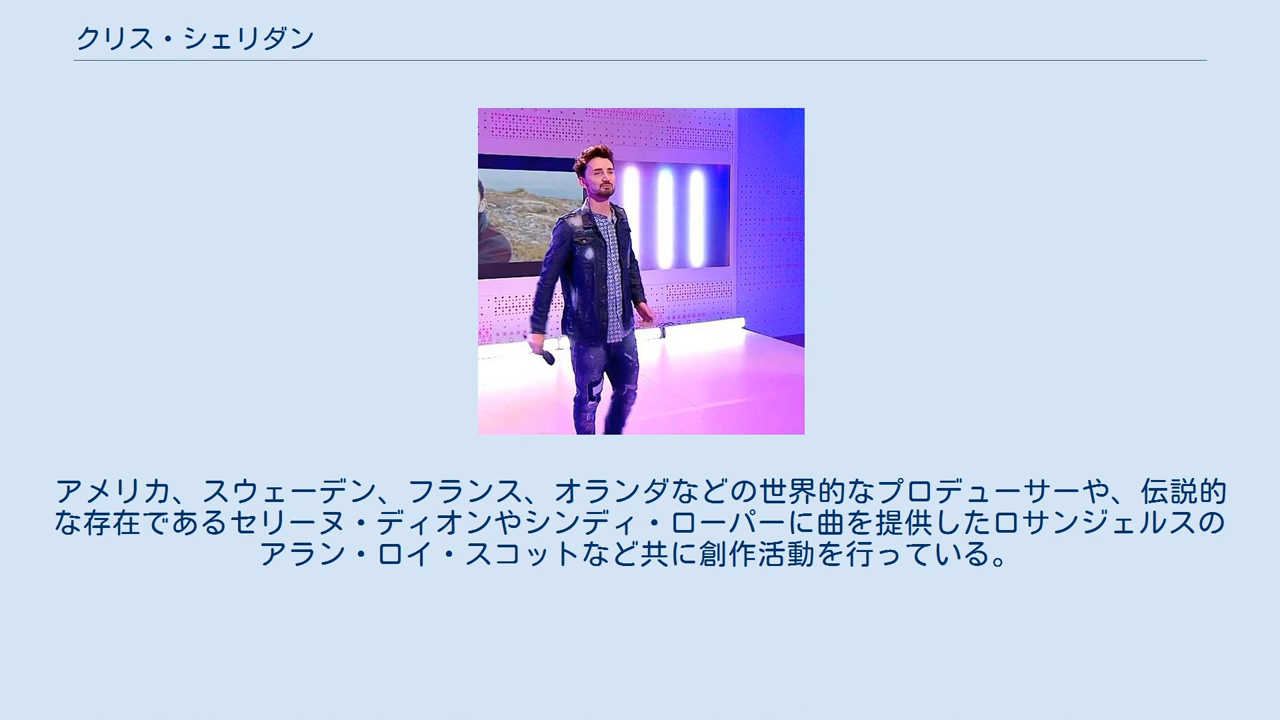 クリス・シェリダン
アメリカ、スウェーデン、フランス、オランダなどの世界的なプロデューサーや、伝説的
な存在であるセリーヌ・ディオンやシンディ・ローパーに曲を提供したロサンジェルスの
アラン・ロイ・スコットなど共に創作活動を行っている。